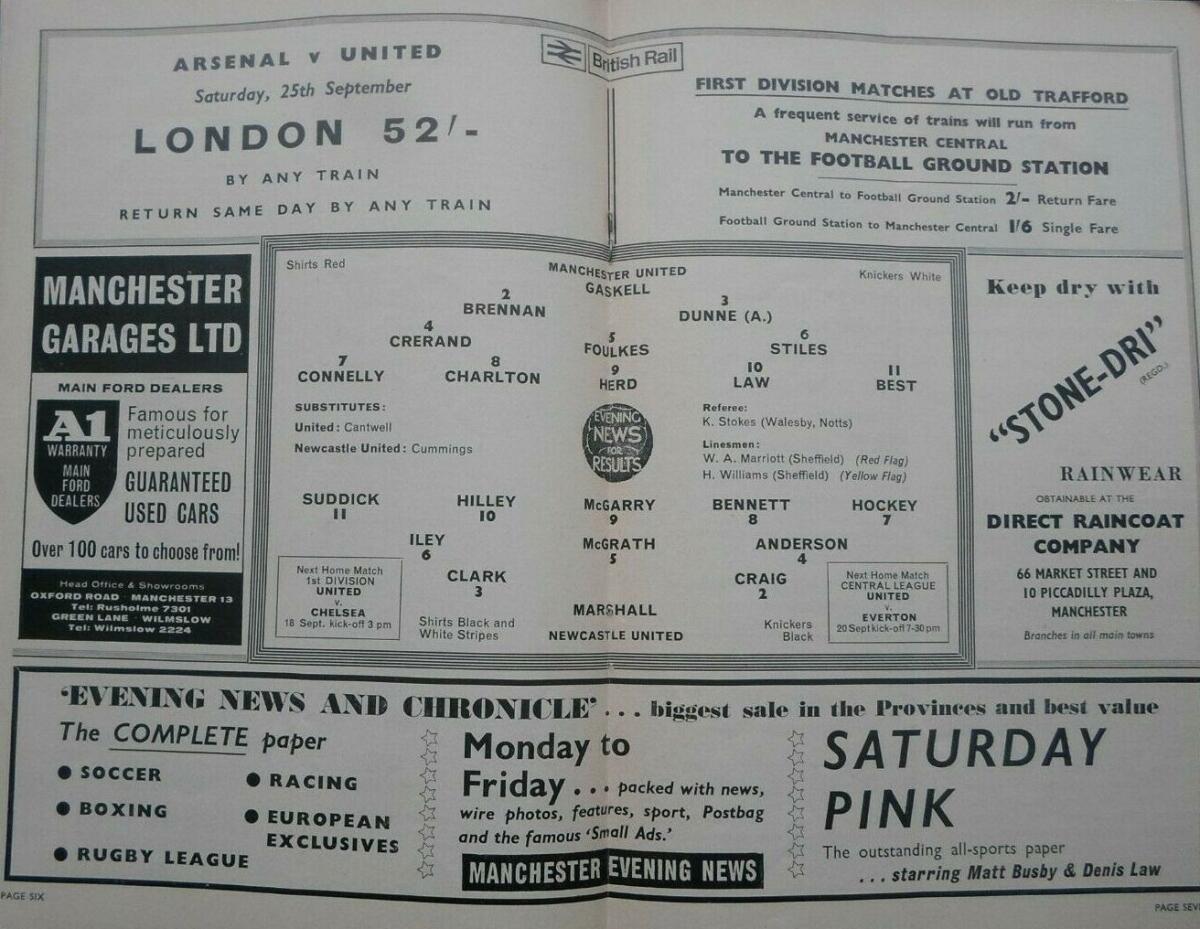 ARSENAL v UNITED
Saturday, 25th September
LONDON 52/-
BY ANY TRAIN
RETURN SAME DAY BY ANY TRAIN
British Rail
FIRST DIVISION MATCHES AT OLD TRAFFORD
A frequent service of trains will run from
MANCHESTER CENTRAL
TO THE FOOTBALL GROUND STATION
Manchester Central to Football Ground Station 2/- Return Fare
Football Ground Station to Manchester Central 1/6 Single Fare
MANCHESTER
GARAGES LTD
MAIN FORD DEALERS
A1
WARRANTY
MAIN
FORD
DEALERS
Famous for
meticulously
prepared
GUARANTEED
USED CARS
Over 100 cars to choose from!
Head Office & Showrooms
OXFORD ROAD · MANCHESTER 13
Tel: Rusholme 7301
GREEN LANE · WILMSLOW
Tel: Wilmslow 2224
Shirts Red
MANCHESTER UNITED
Knickers White
GASKELL
2
BRENNAN
3
DUNNE (A.)
4
CRERAND
5
FOULKES
6
STILES
7
CONNELLY
8
CHARLTON
9
HERD
10
LAW
11
BEST
SUBSTITUTES:
United: Cantwell
Newcastle United: Cummings
EVENING
NEWS
FOR
RESULTS
Referee:
K. Stokes (Walesby, Notts)
Linesmen:
W. A. Marriott (Sheffield) (Red Flag)
H. Williams (Sheffield) (Yellow Flag)
SUDDICK
11
HILLEY
10
McGARRY
9
BENNETT
8
HOCKEY
7
ILEY
6
McGRATH
5
ANDERSON
4
CLARK
3
CRAIG
2
MARSHALL
Next Home Match
1st DIVISION
UNITED
v.
CHELSEA
18 Sept. kick-off 3 pm
Shirts Black and
White Stripes
NEWCASTLE UNITED
Knickers
Black
Next Home Match
CENTRAL LEAGUE
UNITED
v.
EVERTON
20 Sept kick-off 7-30 pm
Keep dry with
"STONE-DRI"
(REGD.)
RAINWEAR
OBTAINABLE AT THE
DIRECT RAINCOAT
COMPANY
66 MARKET STREET AND
10 PICCADILLY PLAZA,
MANCHESTER
Branches in all main towns
'EVENING NEWS AND CHRONICLE' ... biggest sale in the Provinces and best value
The COMPLETE paper
● SOCCER
● BOXING
● RUGBY LEAGUE
● RACING
● EUROPEAN
EXCLUSIVES
Monday to
Friday ... packed with news,
wire photos, features, sport, Postbag
and the famous 'Small Ads.'
MANCHESTER EVENING NEWS
SATURDAY
PINK
The outstanding all-sports paper
... starring Matt Busby & Denis Law
PAGE SIX
PAGE SEV